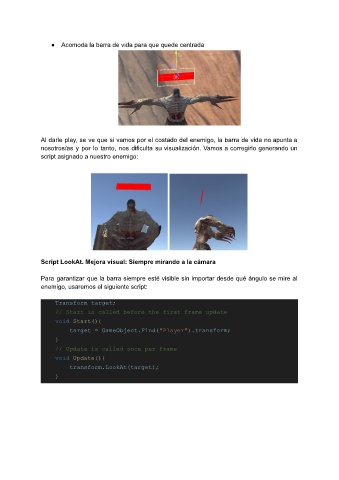 ● Acomoda la barra de vida para que quede centrada
Al darle play, se ve que si vamos por el costado del enemigo, la barra de vida no apunta a
nosotros/as y por lo tanto, nos dificulta su visualización. Vamos a corregirlo generando un
script asignado a nuestro enemigo:
Script LookAt. Mejora visual: Siempre mirando a la cámara
Para garantizar que la barra siempre esté visible sin importar desde qué ángulo se mire al
enemigo, usaremos el siguiente script:
Transform target;
// Start is called before the first frame update
void Start(){
target = GameObject.Find("Player").transform;
}
// Update is called once per frame
void Update(){
transform.LookAt(target);
}